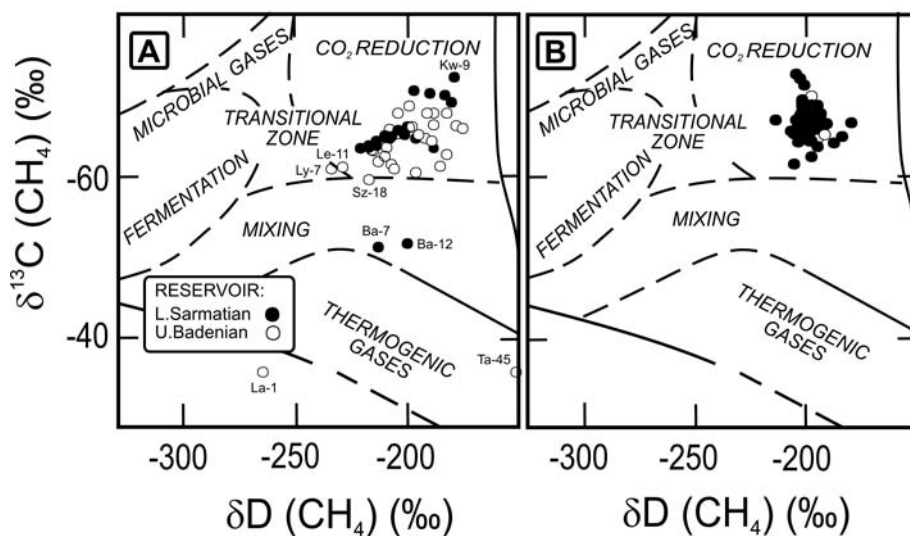 A
CO₂ REDUCTION
Kw-9
MICROBIAL GASES
TRANSITIONAL
ZONE
Le-11
Ly-7
Sz-18
FERMENTATION
MIXING
Ba-7
Ba-12
RESERVOIR:
L.Sarmatian
U.Badenian
THERMOGENIC
GASES
La-1
Ta-45
-60
-40
δ¹³C (CH₄) (‰)
-300
-250
-200
δD (CH₄) (‰)
B
CO₂ REDUCTION
MICROBIAL GASES
TRANSITIONAL
ZONE
FERMENTATION
MIXING
THERMOGENIC
GASES
-300
-250
-200
δD (CH₄) (‰)